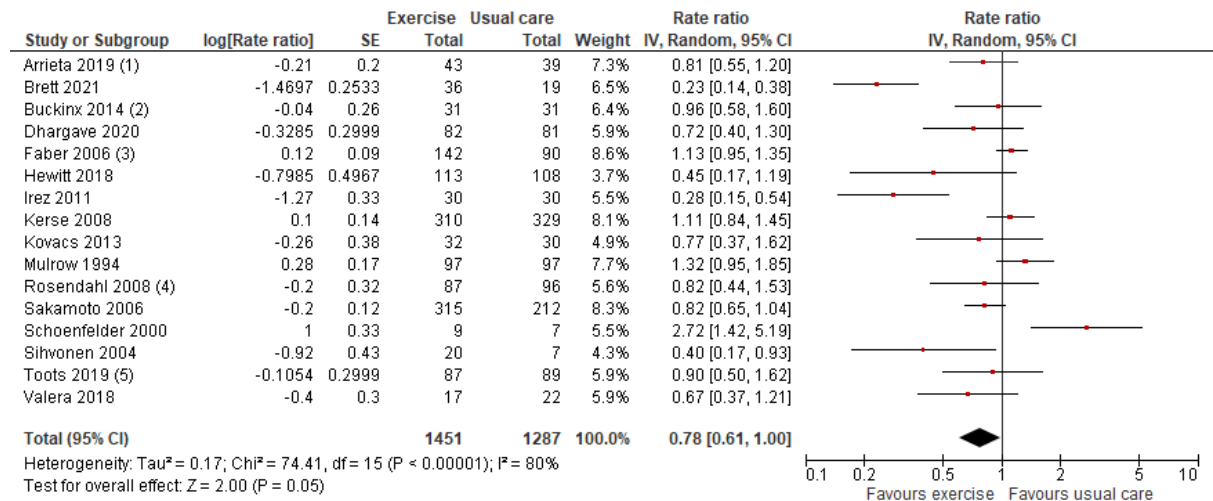 Exercise Usual care Rate ratio Rate ratio
Study or Subgroup log[Rate ratio] SE Total Total Weight IV, Random, 95% CI IV, Random, 95% CI
Arrieta 2019 (1) -0.21 0.2 43 39 7.3% 0.81 [0.55, 1.20]
Brett 2021 -1.4697 0.2533 36 19 6.5% 0.23 [0.14, 0.38]
Buckinx 2014 (2) -0.04 0.26 31 31 6.4% 0.96 [0.58, 1.60]
Dhargave 2020 -0.3285 0.2999 82 81 5.9% 0.72 [0.40, 1.30]
Faber 2006 (3) 0.12 0.09 142 90 8.6% 1.13 [0.95, 1.35]
Hewitt 2018 -0.7985 0.4967 113 108 3.7% 0.45 [0.17, 1.19]
Irez 2011 -1.27 0.33 30 30 5.5% 0.28 [0.15, 0.54]
Kerse 2008 0.1 0.14 310 329 8.1% 1.11 [0.84, 1.45]
Kovacs 2013 -0.26 0.38 32 30 4.9% 0.77 [0.37, 1.62]
Mulrow 1994 0.28 0.17 97 97 7.7% 1.32 [0.95, 1.85]
Rosendahl 2008 (4) -0.2 0.32 87 96 5.6% 0.82 [0.44, 1.53]
Sakamoto 2006 -0.2 0.12 315 212 8.3% 0.82 [0.65, 1.04]
Schoenfelder 2000 1 0.33 9 7 5.5% 2.72 [1.42, 5.19]
Sihvonen 2004 -0.92 0.43 20 7 4.3% 0.40 [0.17, 0.93]
Toots 2019 (5) -0.1054 0.2999 87 89 5.9% 0.90 [0.50, 1.62]
Valera 2018 -0.4 0.3 17 22 5.9% 0.67 [0.37, 1.21]
Total (95% CI) 1451 1287 100.0% 0.78 [0.61, 1.00]
Heterogeneity: Tau² = 0.17; Chi² = 74.41, df = 15 (P < 0.00001); I² = 80%
Test for overall effect: Z = 2.00 (P = 0.05)
0.1 0.2 0.5 1 2 5 10
Favours exercise Favours usual care